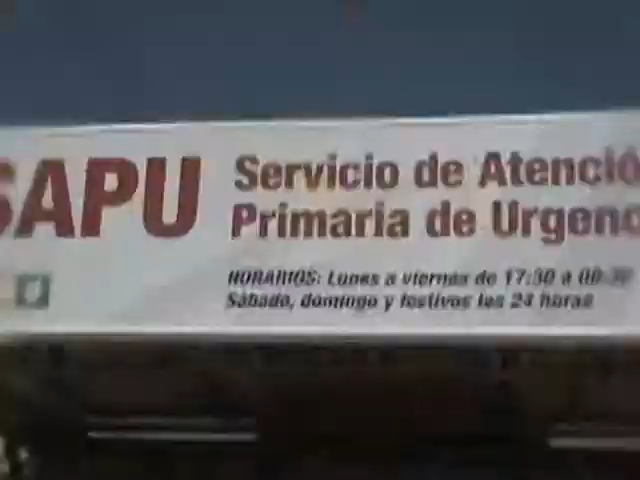 SAPU
Servicio de Atenció
Primaria de Urgenc
HORARIOS: Lunes a viernes de 17:30 a
Sábado, domingo y festivos las 24 horas